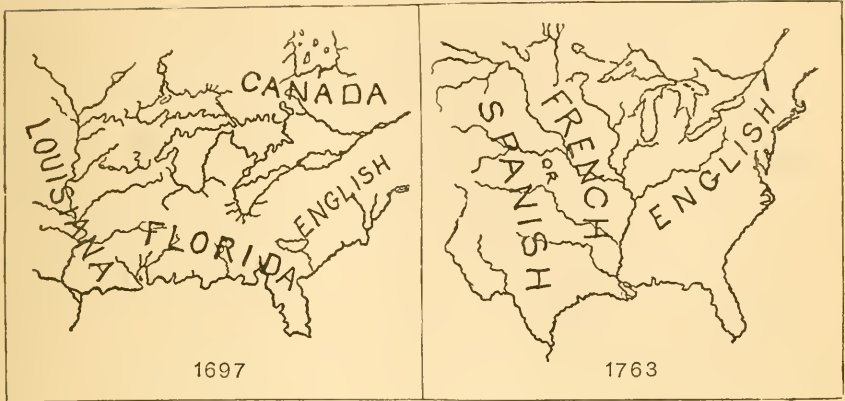 CANADA
LOUISIANA
ENGLISH
FLORIDA
1697
FRENCH
OR
SPANISH
ENGLISH
1763